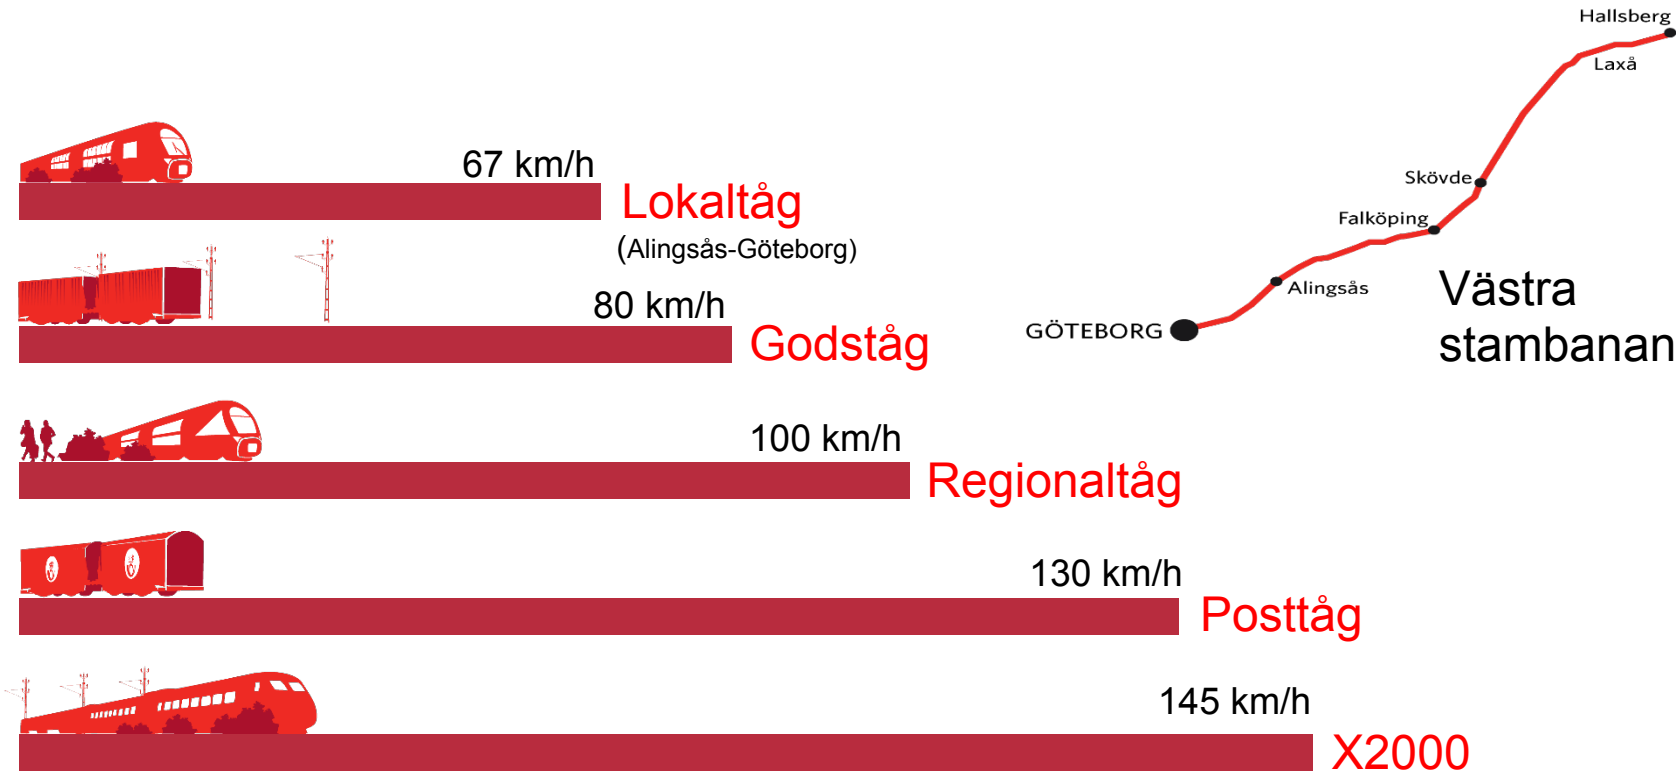 67 km/h
Lokaltåg
(Alingsås-Göteborg)
80 km/h
Godståg
100 km/h
Regionaltåg
130 km/h
Posttåg
145 km/h
X2000
Hallsberg
Laxå
Skövde
Falköping
Alingsås
GÖTEBORG
Västra
stambanan